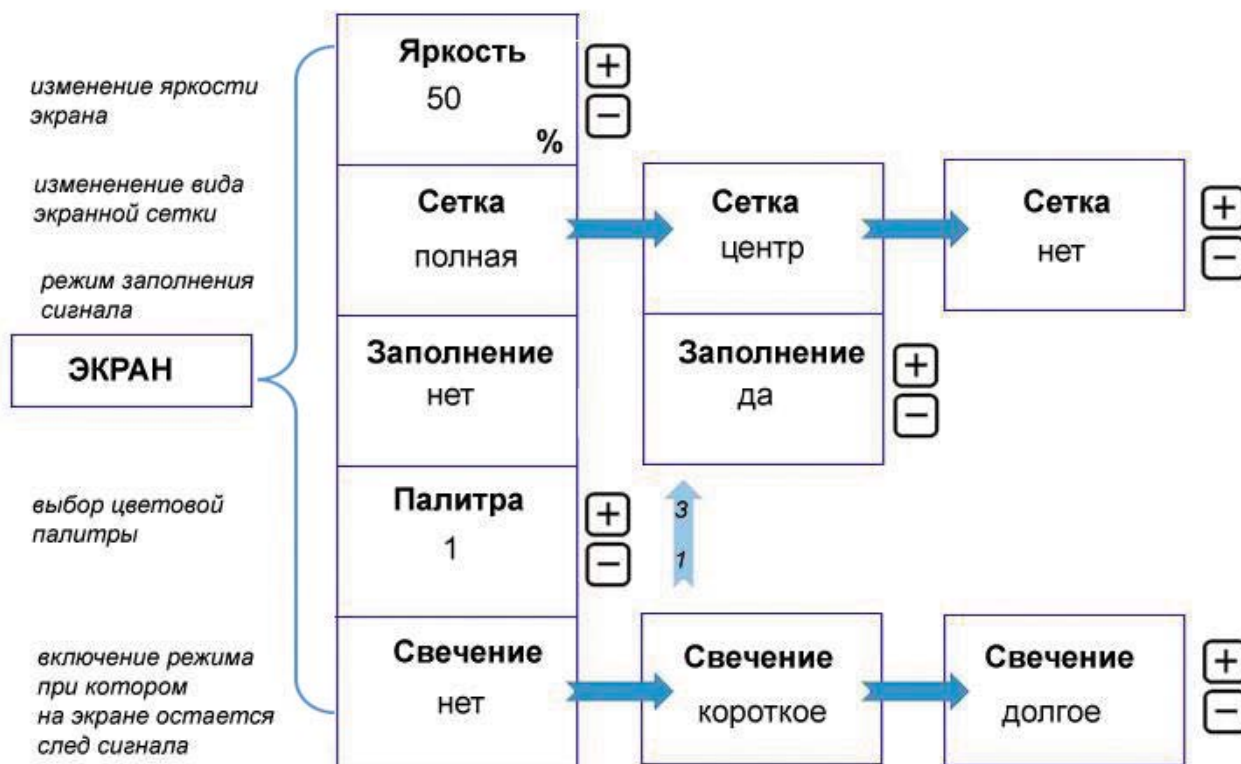 изменение яркости
экрана
Яркость
50
%
+
−
измененение вида
экранной сетки
Сетка
полная
Сетка
центр
Сетка
нет
+
−
режим заполнения
сигнала
ЭКРАН
Заполнение
нет
Заполнение
да
+
−
выбор цветовой
палитры
Палитра
1
+
−
3
1
включение режима
при котором
на экране остается
след сигнала
Свечение
нет
Свечение
короткое
Свечение
долгое
+
−